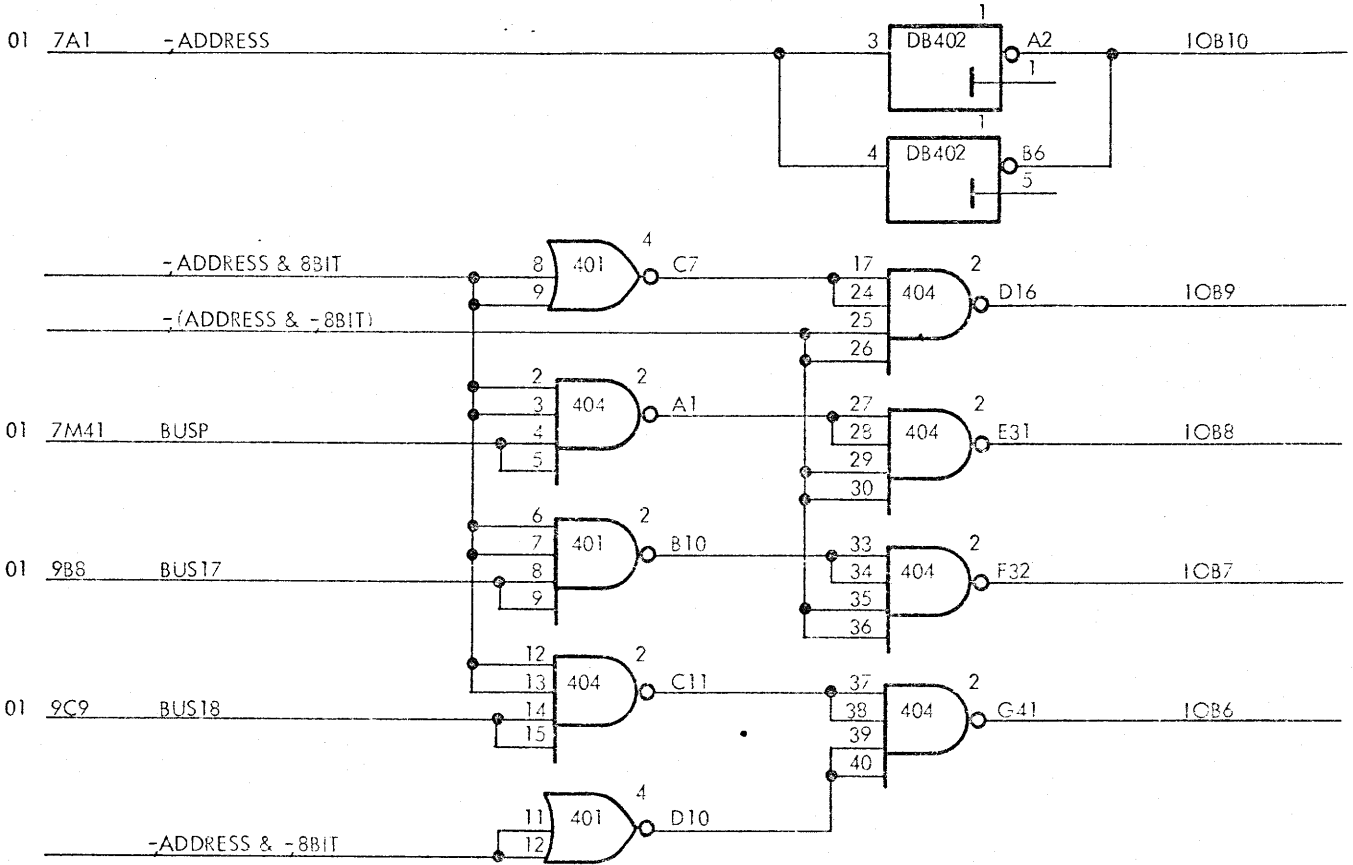 1
01 7A1 ¬ADDRESS 3 DB402 A2 IOB10
1
1
4 DB402 B6
5
¬ADDRESS & 8BIT 8 401 4 C7 17 2
9 24 404 D16 IOB9
¬(ADDRESS & ¬8BIT) 25
26
2 2
3 404 A1 27 2
01 7M41 BUSP 4 28 404 E31 IOB8
5 29
30
6 2
7 401 B10 33 2
01 9B8 BUS17 8 34 404 F32 IOB7
9 35
36
12 2
13 404 C11 37 2
01 9C9 BUS18 14 38 404 G41 IOB6
15 39
40
4
11 401 D10
¬ADDRESS & ¬8BIT 12